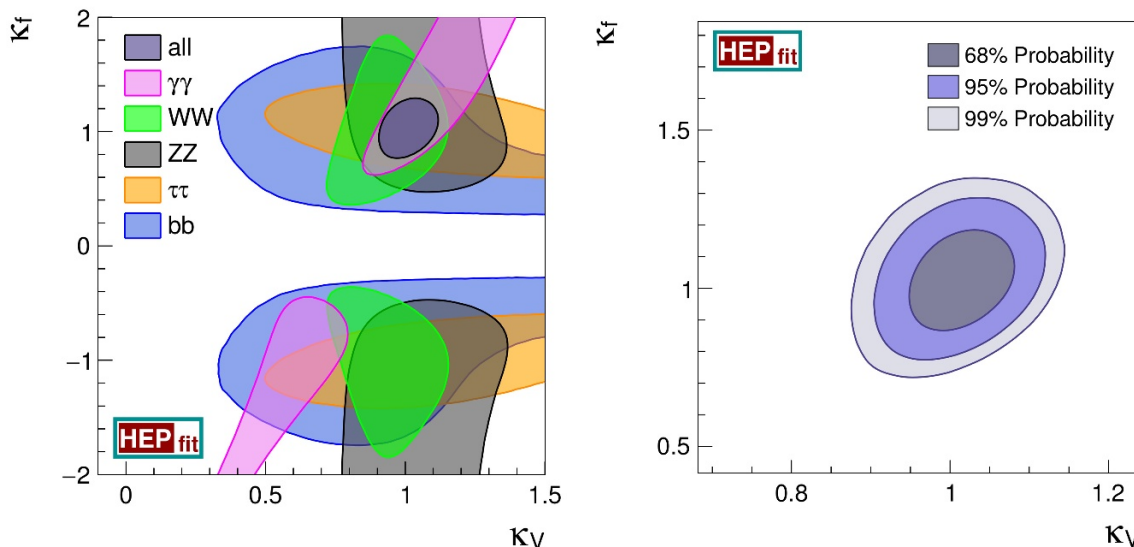 κf
2
1
0
−1
−2
all
γγ
WW
ZZ
ττ
bb
HEP fit
0 0.5 1 1.5
κV
κf
1.5
1
0.5
HEP fit
68% Probability
95% Probability
99% Probability
0.8 1 1.2
κV